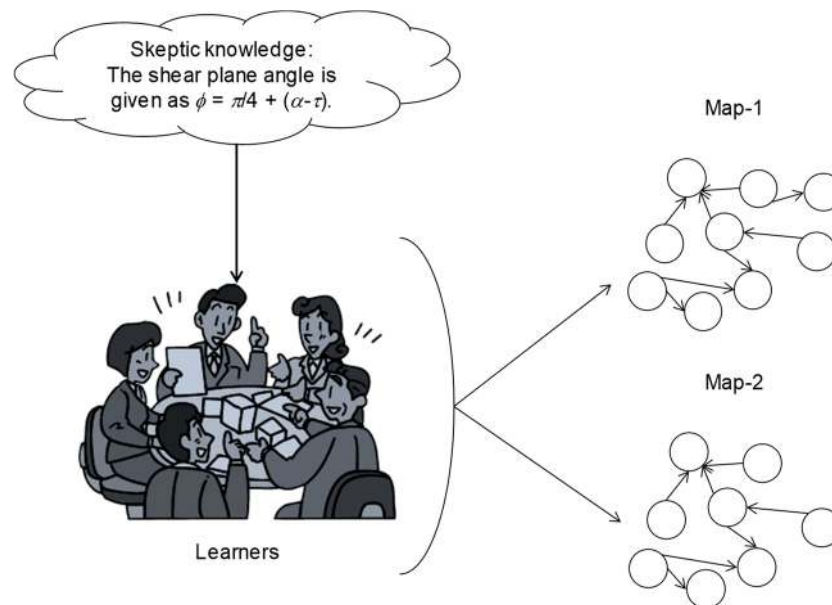 Skeptic knowledge:
The shear plane angle is
given as ϕ = π/4 + (α-τ).
Map-1
Map-2
Learners